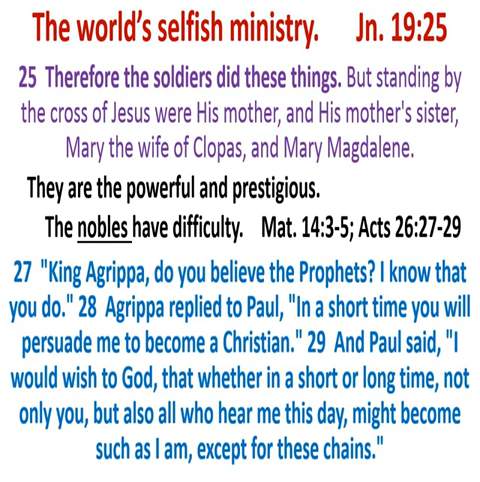 The world's selfish ministry. Jn. 19:25
25 Therefore the soldiers did these things. But standing by
the cross of Jesus were His mother, and His mother's sister,
Mary the wife of Clopas, and Mary Magdalene.
They are the powerful and prestigious.
The nobles have difficulty. Mat. 14:3-5; Acts 26:27-29
27 "King Agrippa, do you believe the Prophets? I know that
you do." 28 Agrippa replied to Paul, "In a short time you will
persuade me to become a Christian." 29 And Paul said, "I
would wish to God, that whether in a short or long time, not
only you, but also all who hear me this day, might become
such as I am, except for these chains."